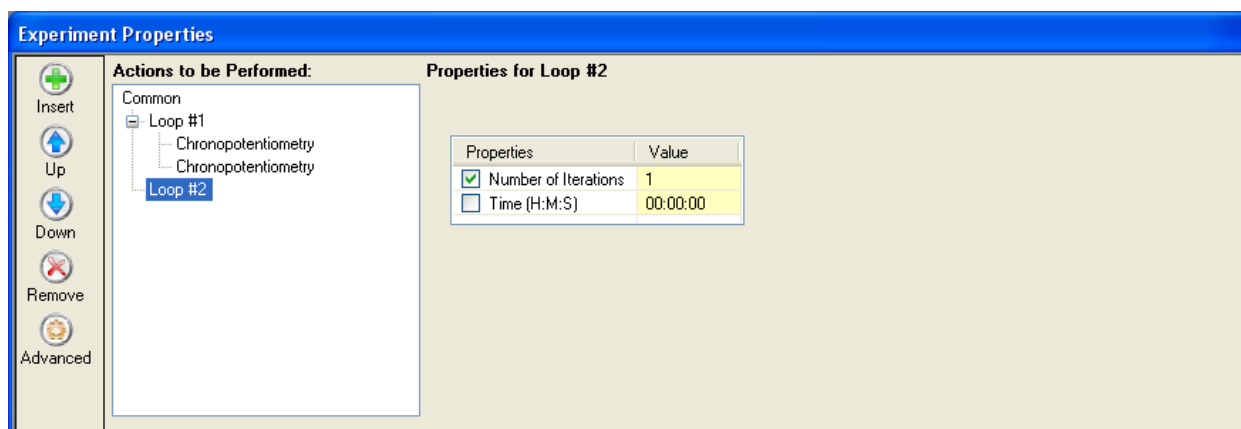 Experiment Properties
Insert
Up
Down
Remove
Advanced
Actions to be Performed:
Common
Loop #1
Chronopotentiometry
Chronopotentiometry
Loop #2
Properties for Loop #2
Properties Value
Number of Iterations 1
Time (H:M:S) 00:00:00